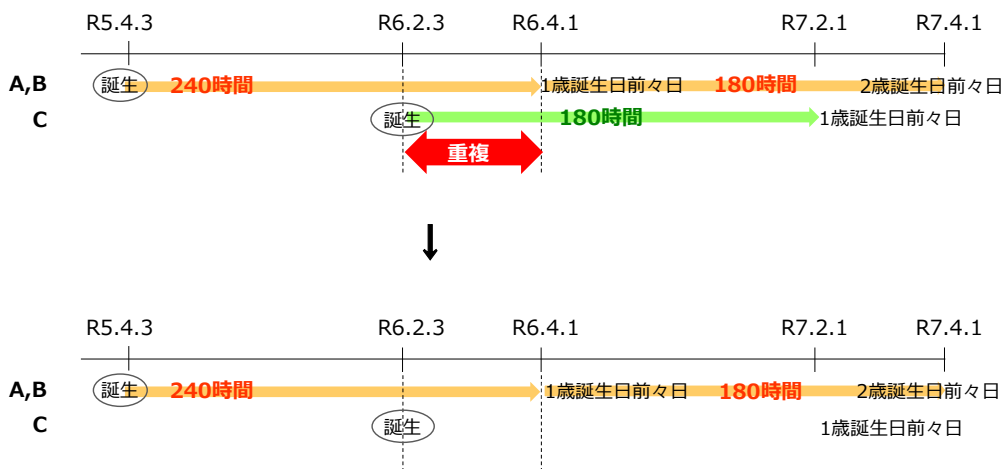 R5.4.3 R6.2.3 R6.4.1 R7.2.1 R7.4.1
A,B 誕生 240時間 1歳誕生日前々日 180時間 2歳誕生日前々日
C 誕生 180時間 1歳誕生日前々日
重複
R5.4.3 R6.2.3 R6.4.1 R7.2.1 R7.4.1
A,B 誕生 240時間 1歳誕生日前々日 180時間 2歳誕生日前々日
C 誕生 1歳誕生日前々日